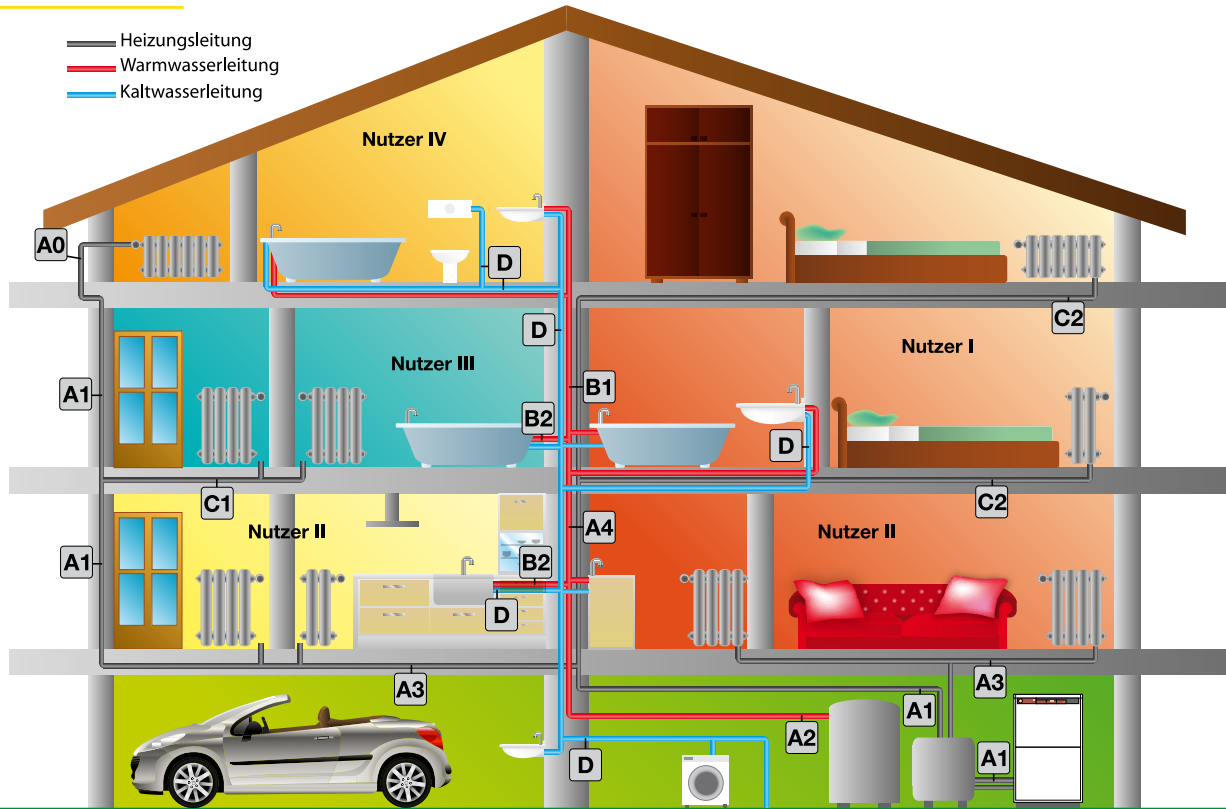 Heizungsleitung
Warmwasserleitung
Kaltwasserleitung
Nutzer IV
A0
D
C2
D
Nutzer I
Nutzer III
A1
B1
B2
D
C1
C2
Nutzer II
A4
Nutzer II
A1
B2
D
A3
A3
A1
A2
D
A1